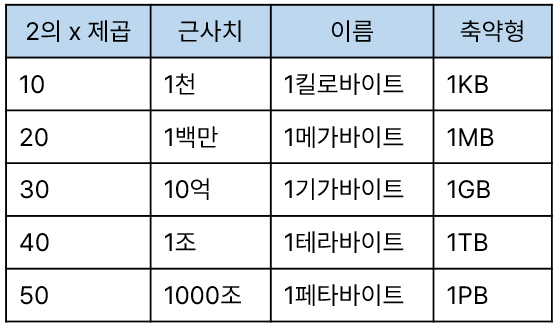 2의 x 제곱 근사치 이름 축약형
10 1천 1킬로바이트 1KB
20 1백만 1메가바이트 1MB
30 10억 1기가바이트 1GB
40 1조 1테라바이트 1TB
50 1000조 1페타바이트 1PB